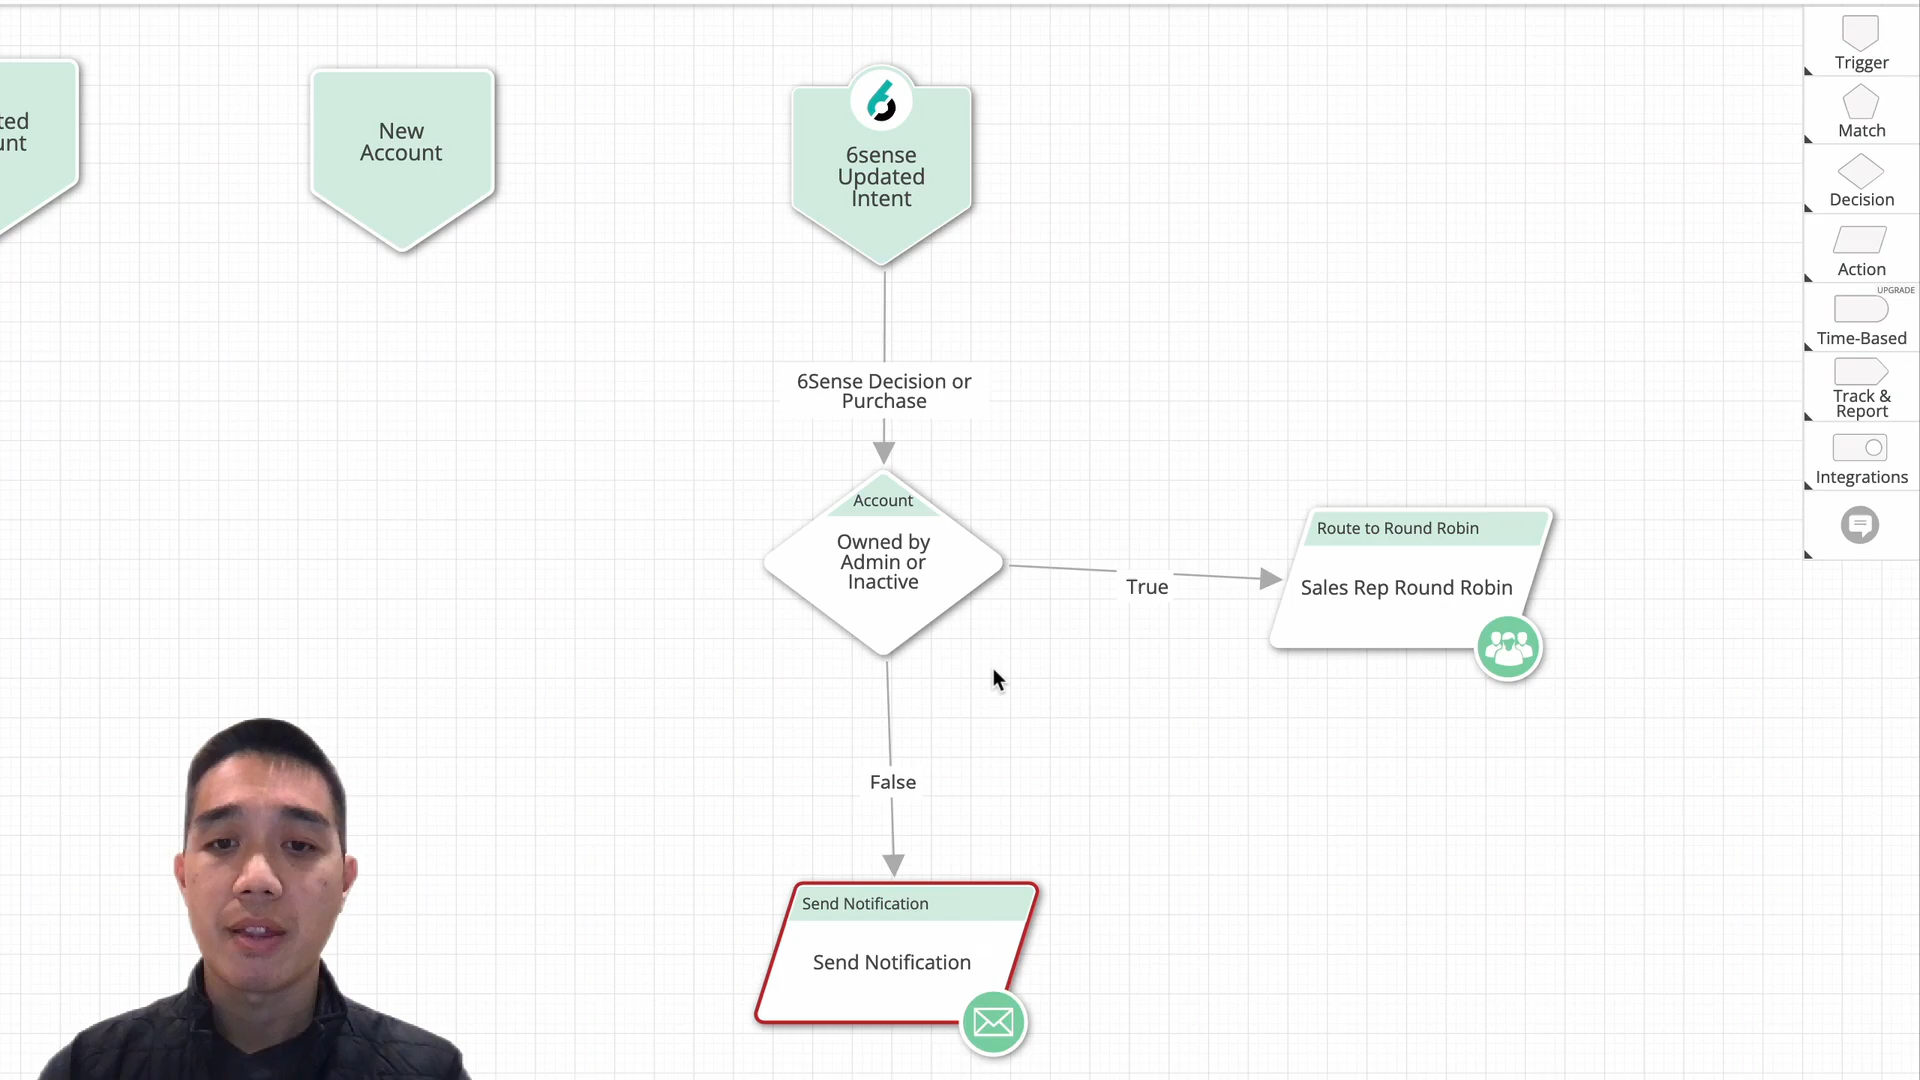 ted
unt
New
Account
6sense
Updated
Intent
6Sense Decision or
Purchase
Account
Owned by
Admin or
Inactive
True
Route to Round Robin
Sales Rep Round Robin
False
Send Notification
Send Notification
Trigger
Match
Decision
Action
UPGRADE
Time-Based
Track &
Report
Integrations